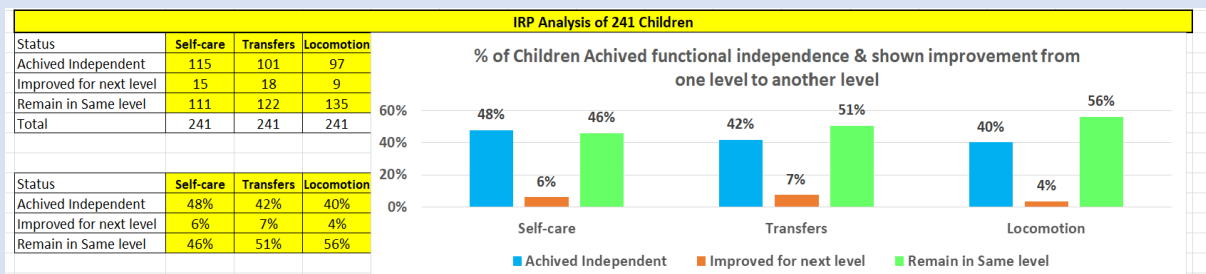 IRP Analysis of 241 Children
Status Self-care Transfers Locomotion
Achived Independent 115 101 97
Improved for next level 15 18 9
Remain in Same level 111 122 135
Total 241 241 241
Status Self-care Transfers Locomotion
Achived Independent 48% 42% 40%
Improved for next level 6% 7% 4%
Remain in Same level 46% 51% 56%
% of Children Achived functional independence & shown improvement from
one level to another level
60%
40%
20%
0%
48% 6% 46%
42% 7% 51%
40% 4% 56%
Self-care Transfers Locomotion
Achived Independent Improved for next level Remain in Same level